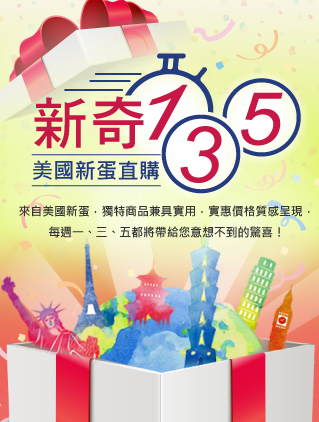 新奇135
美國新蛋直購
來自美國新蛋．獨特商品兼具實用．實惠價格質感呈現．
每週一、三、五都將帶給您意想不到的驚喜！